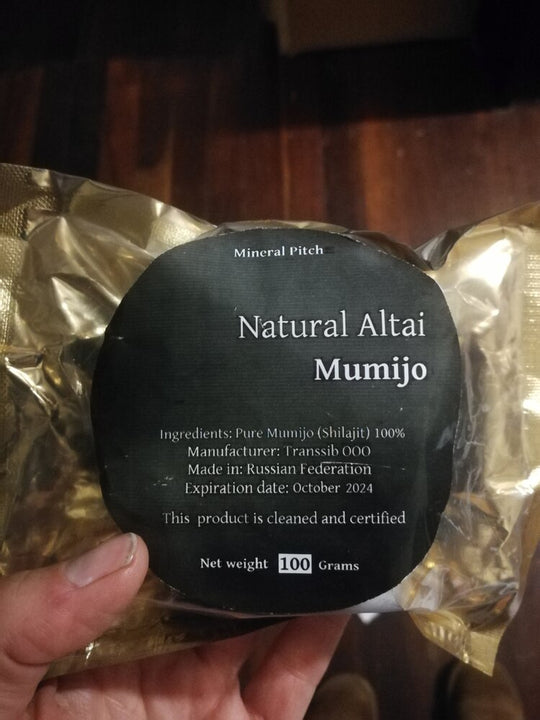 Mineral Pitch
Natural Altai
Mumijo
Ingredients: Pure Mumijo (Shilajit) 100%
Manufacturer: Transsib OOO
Made in: Russian Federation
Expiration date: October 2024
This product is cleaned and certified
Net weight 100 Grams